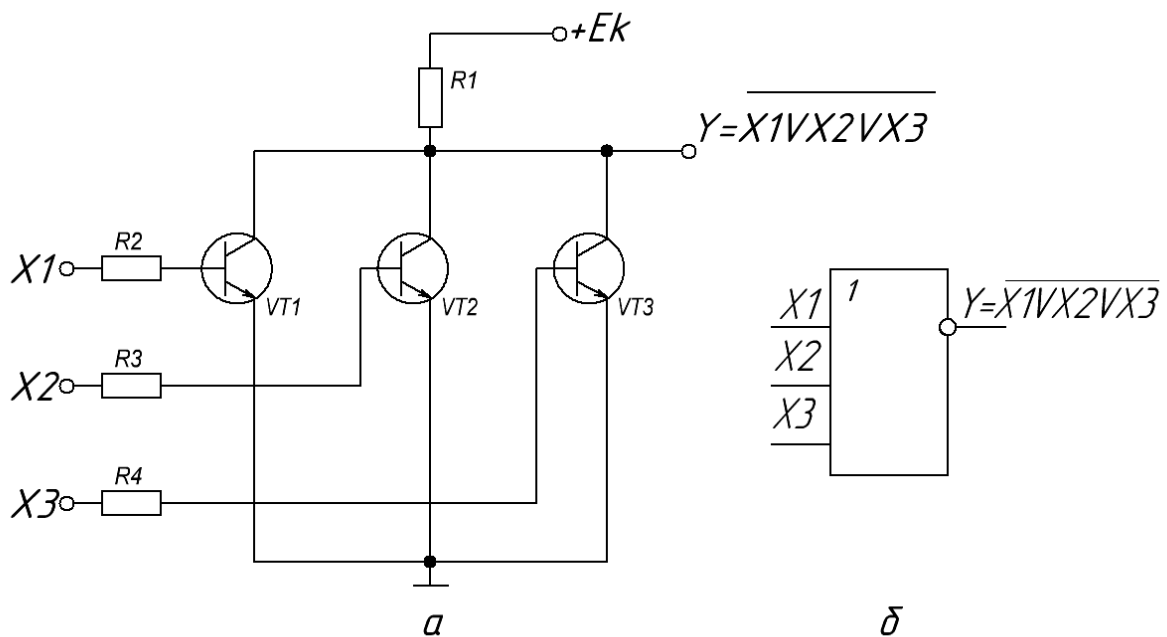 +Ek
R1
Y=X1VX2VX3
X1
R2
VT1
VT2
VT3
X2
R3
X3
R4
1
X1
X2
X3
Y=X1VX2VX3
а
б